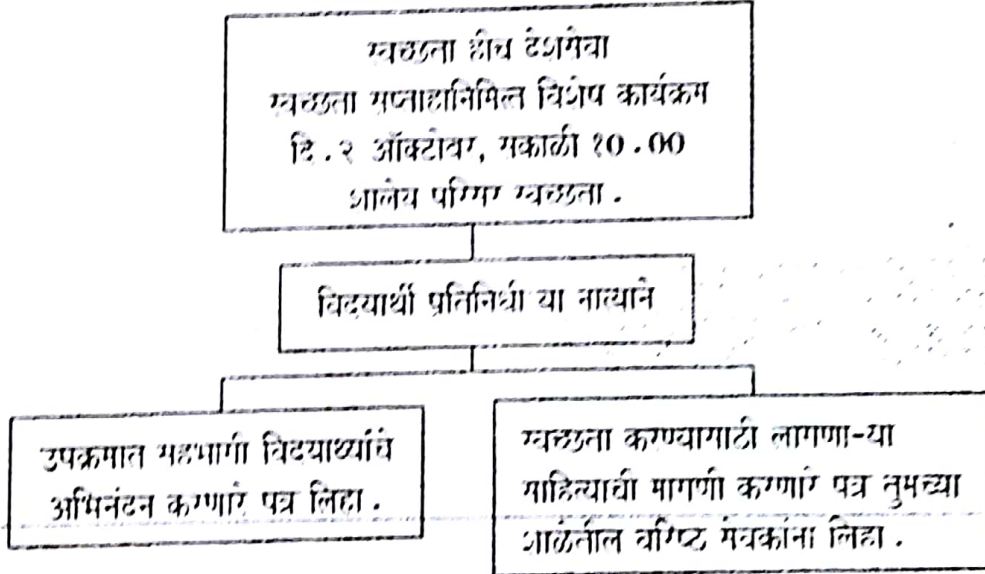 स्वच्छता हीच देशसेवा
स्वच्छता सप्ताहानिमित्त विशेष कार्यक्रम
दि.२ ऑक्टोबर, सकाळी १०.००
शालेय परिसर स्वच्छता.
विद्यार्थी प्रतिनिधी या नात्याने
उपक्रमात सहभागी विद्यार्थ्यांचे
अभिनंदन करणारे पत्र लिहा.
स्वच्छता करण्यासाठी लागणा-या
साहित्याची मागणी करणारे पत्र तुमच्या
शाळेतील वरिष्ठ सेवकांना लिहा.